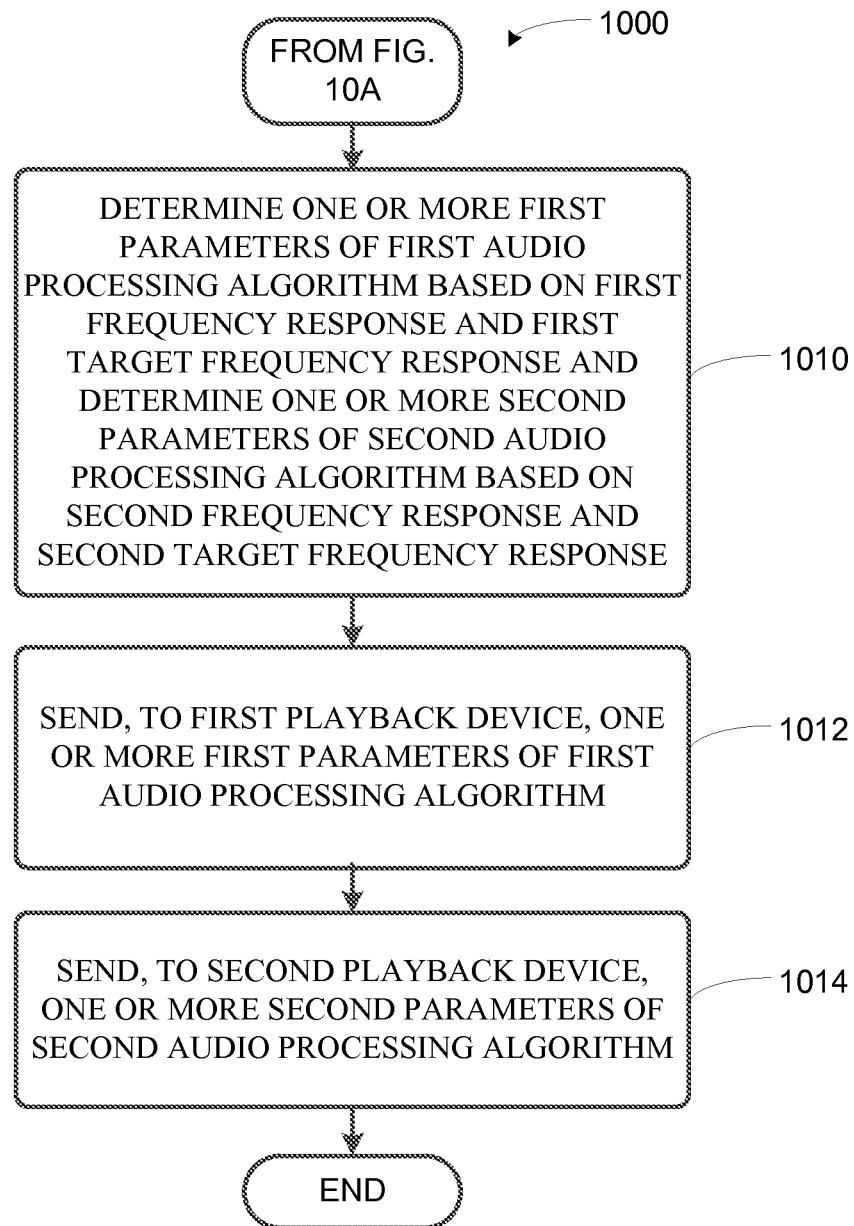 FROM FIG.
10A
1000
DETERMINE ONE OR MORE FIRST
PARAMETERS OF FIRST AUDIO
PROCESSING ALGORITHM BASED ON FIRST
FREQUENCY RESPONSE AND FIRST
TARGET FREQUENCY RESPONSE AND
DETERMINE ONE OR MORE SECOND
PARAMETERS OF SECOND AUDIO
PROCESSING ALGORITHM BASED ON
SECOND FREQUENCY RESPONSE AND
SECOND TARGET FREQUENCY RESPONSE
1010
SEND, TO FIRST PLAYBACK DEVICE, ONE
OR MORE FIRST PARAMETERS OF FIRST
AUDIO PROCESSING ALGORITHM
1012
SEND, TO SECOND PLAYBACK DEVICE,
ONE OR MORE SECOND PARAMETERS OF
SECOND AUDIO PROCESSING ALGORITHM
1014
END